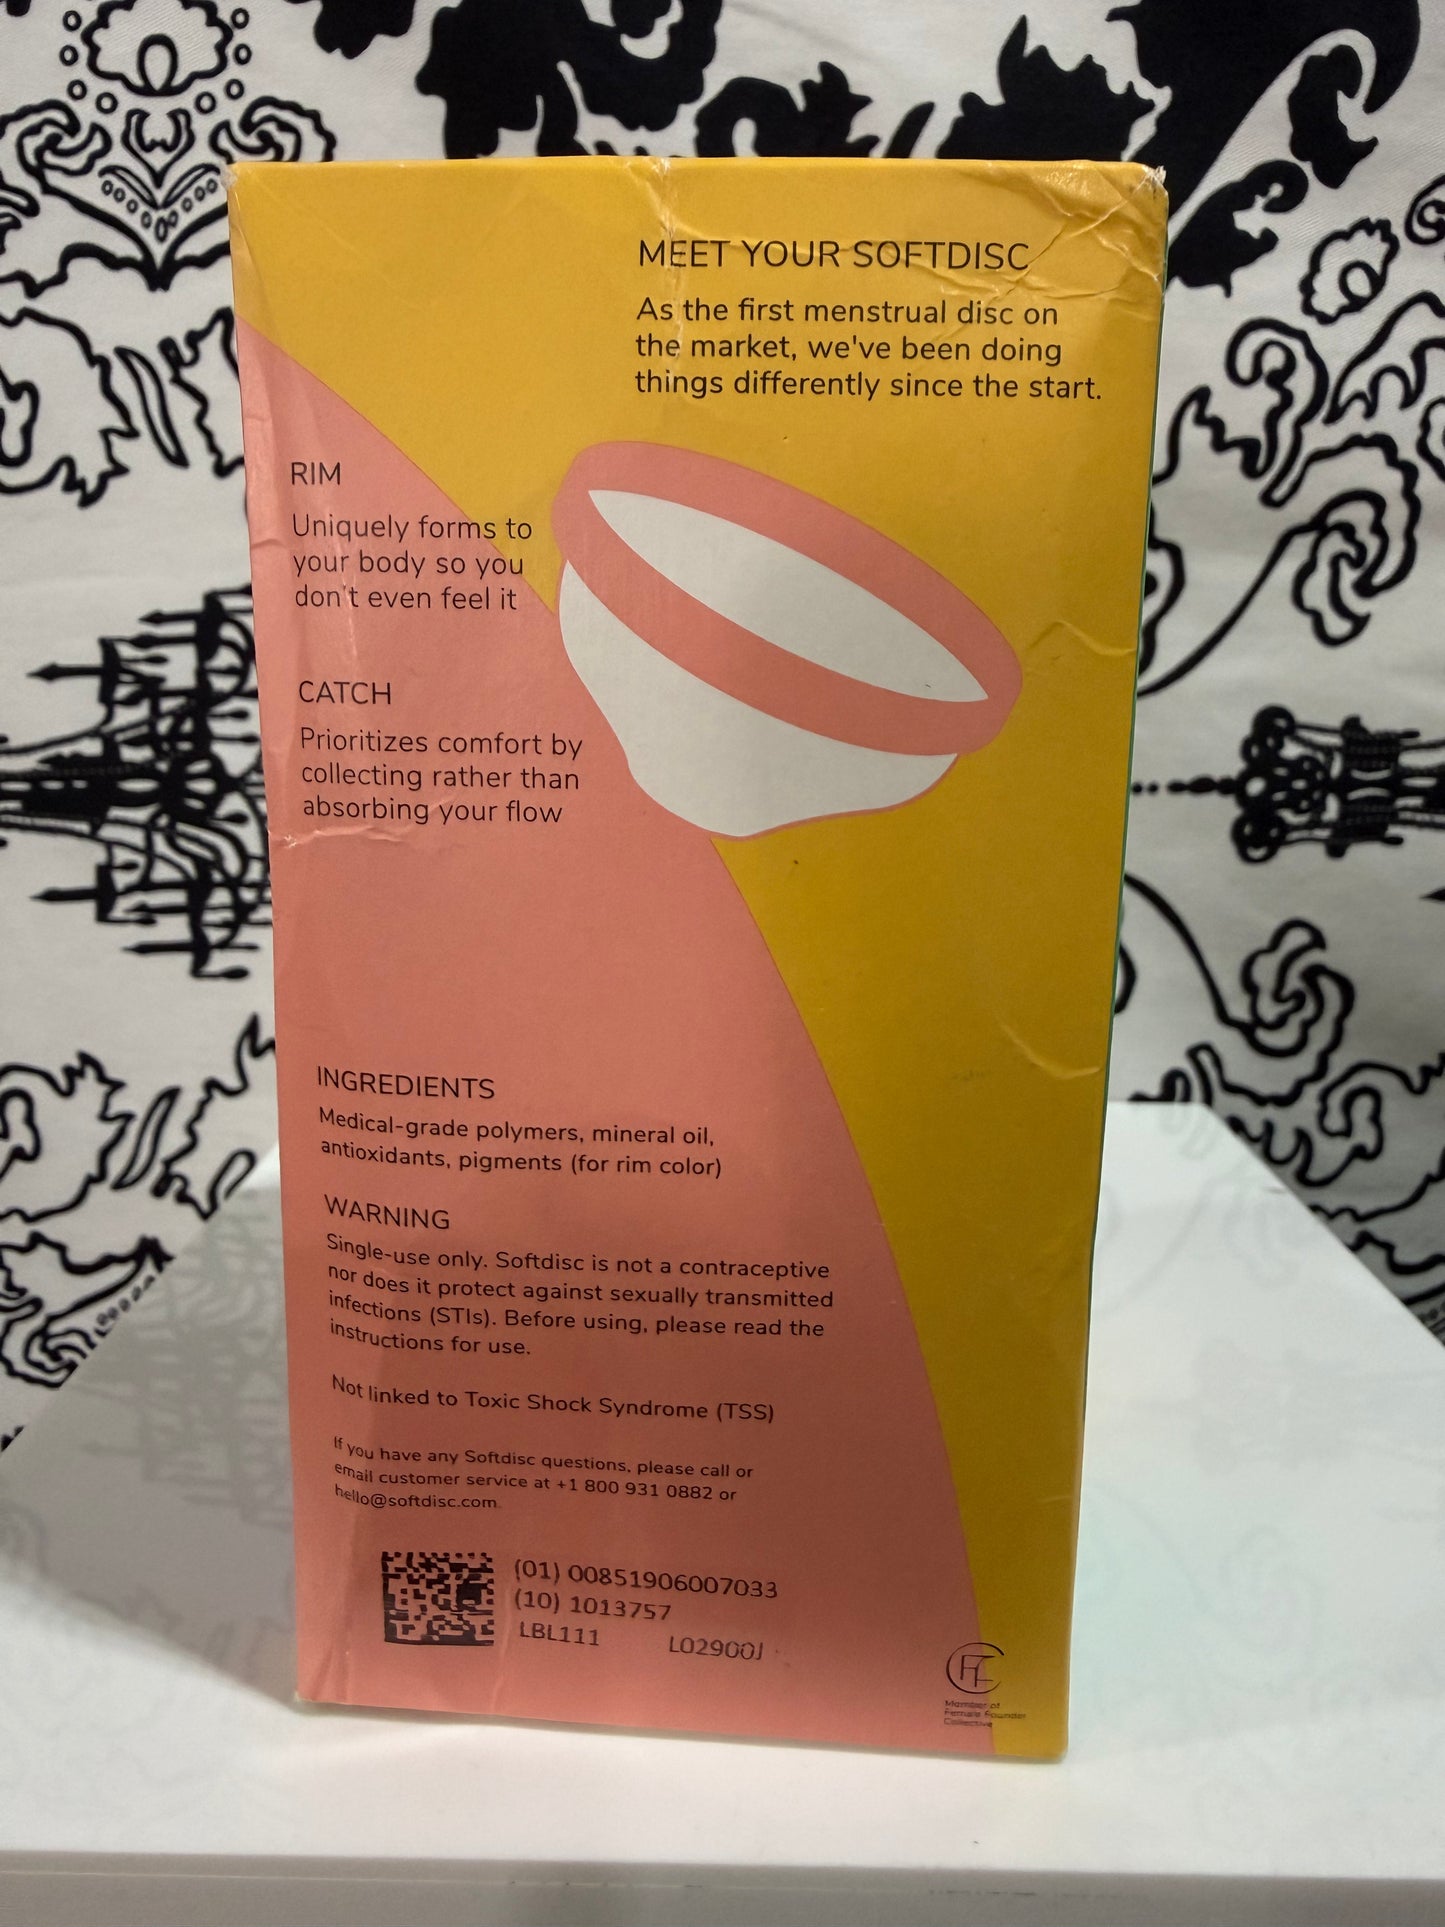 MEET YOUR SOFTDISC
As the first menstrual disc on
the market, we've been doing
things differently since the start.
RIM
Uniquely forms to
your body so you
don't even feel it
CATCH
Prioritizes comfort by
collecting rather than
absorbing your flow
INGREDIENTS
Medical-grade polymers, mineral oil,
antioxidants, pigments (for rim color)
WARNING
Single-use only. Softdisc is not a contraceptive
nor does it protect against sexually transmitted
infections (STIs). Before using, please read the
instructions for use.
Not linked to Toxic Shock Syndrome (TSS)
If you have any Softdisc questions, please call or
email customer service at +1 800 931 0882 or
hello@softdisc.com.
(01) 00851906007033
(10) 1013757
LBL111 L02900J
Member of
Female Founder
Collective